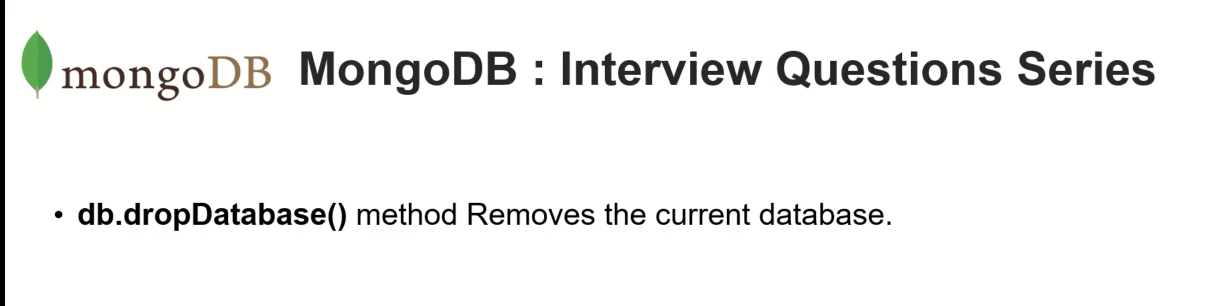 mongoDB MongoDB : Interview Questions Series
• db.dropDatabase() method Removes the current database.